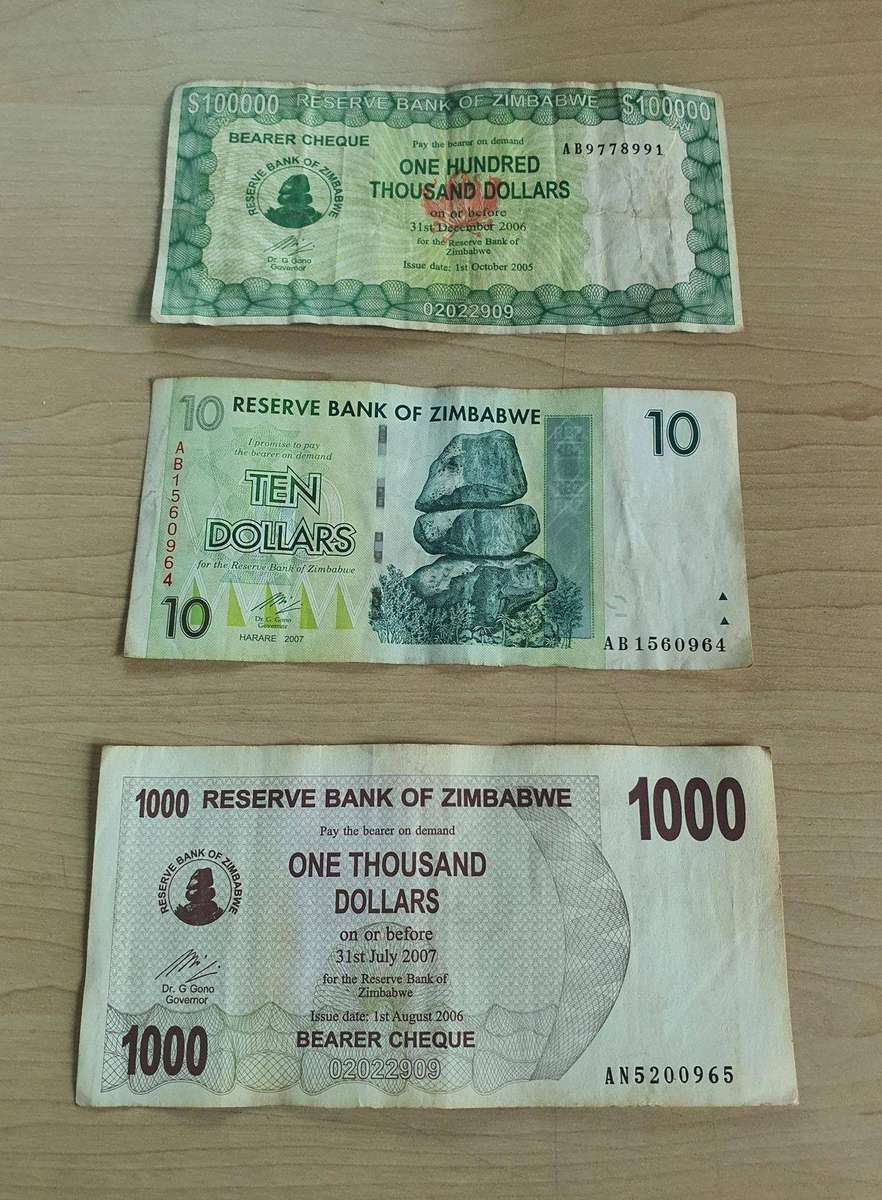 $100000 RESERVE BANK OF ZIMBABWE $100000
BEARER CHEQUE
Pay the bearer on demand
AB9778991
RESERVE BANK OF ZIMBABWE
ONE HUNDRED
THOUSAND DOLLARS
on or before
31st December 2006
for the Reserve Bank of
Zimbabwe
Dr. G Gono
Governor
Issue date: 1st October 2005
02022909
10 RESERVE BANK OF ZIMBABWE
10
I promise to pay
the bearer on demand
AB1560964
TEN
DOLLARS
for the Reserve Bank of Zimbabwe
10
Dr. G. Gono
Governor
HARARE 2007
AB1560964
1000 RESERVE BANK OF ZIMBABWE
1000
Pay the bearer on demand
RESERVE BANK OF ZIMBABWE
ONE THOUSAND
DOLLARS
on or before
31st July 2007
for the Reserve Bank of
Zimbabwe
Dr. G Gono
Governor
Issue date: 1st August 2006
1000
BEARER CHEQUE
02022909
AN5200965